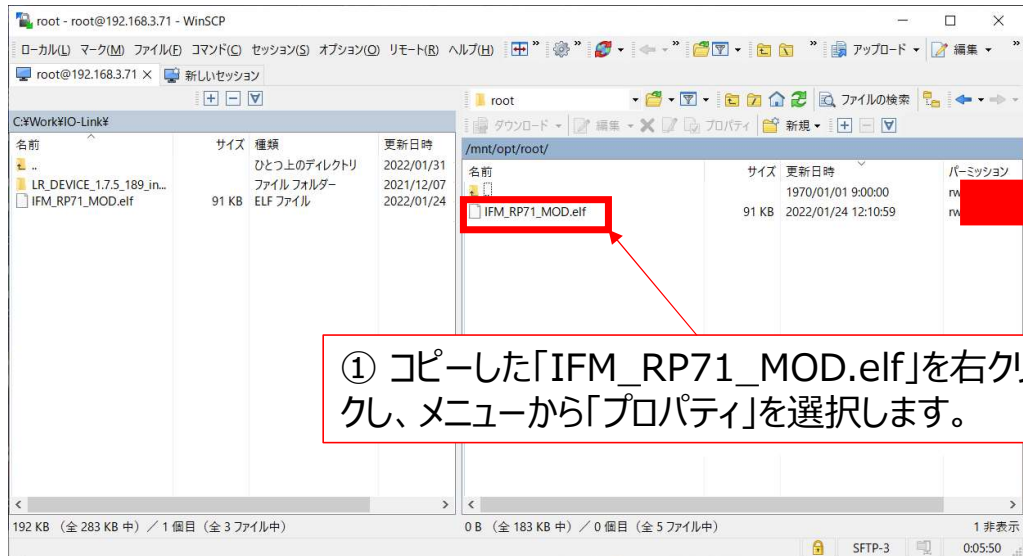 root - root@192.168.3.71 - WinSCP
ローカル(L) マーク(M) ファイル(F) コマンド(C) セッション(S) オプション(O) リモート(R) ヘルプ(H) アップロード 編集
root@192.168.3.71 × 新しいセッション
root ファイルの検索
ダウンロード 編集 プロパティ 新規
C:¥Work¥IO-Link¥
/mnt/opt/root/
名前 サイズ 種類 更新日時
.. ひとつ上のディレクトリ 2022/01/31
LR_DEVICE_1.7.5_189_in... ファイル フォルダー 2021/12/07
IFM_RP71_MOD.elf 91 KB ELF ファイル 2022/01/24
名前 サイズ 更新日時 パーミッション
.. 1970/01/01 9:00:00 rw
IFM_RP71_MOD.elf 91 KB 2022/01/24 12:10:59 rw
① コピーした「IFM_RP71_MOD.elf」を右クリ
クし、メニューから「プロパティ」を選択します。
192 KB （全 283 KB 中）／ 1 個目（全 3 ファイル中）
0 B （全 183 KB 中）／ 0 個目（全 5 ファイル中）
1 非表示
SFTP-3 0:05:50